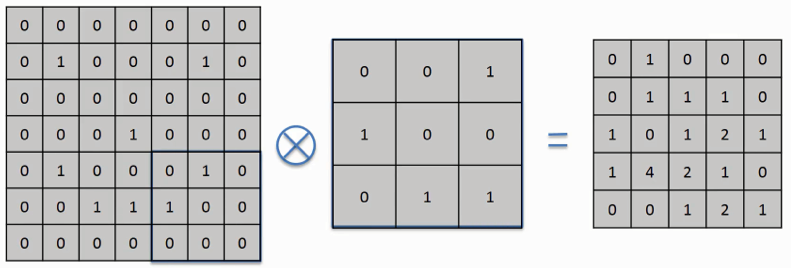 0 0 0 0 0 0 0
0 1 0 0 0 1 0
0 0 0 0 0 0 0
0 0 0 1 0 0 0
0 1 0 0 0 1 0
0 0 1 1 1 0 0
0 0 0 0 0 0 0
⊗
0 0 1
1 0 0
0 1 1
=
0 1 0 0 0
0 1 1 1 0
1 0 1 2 1
1 4 2 1 0
0 0 1 2 1